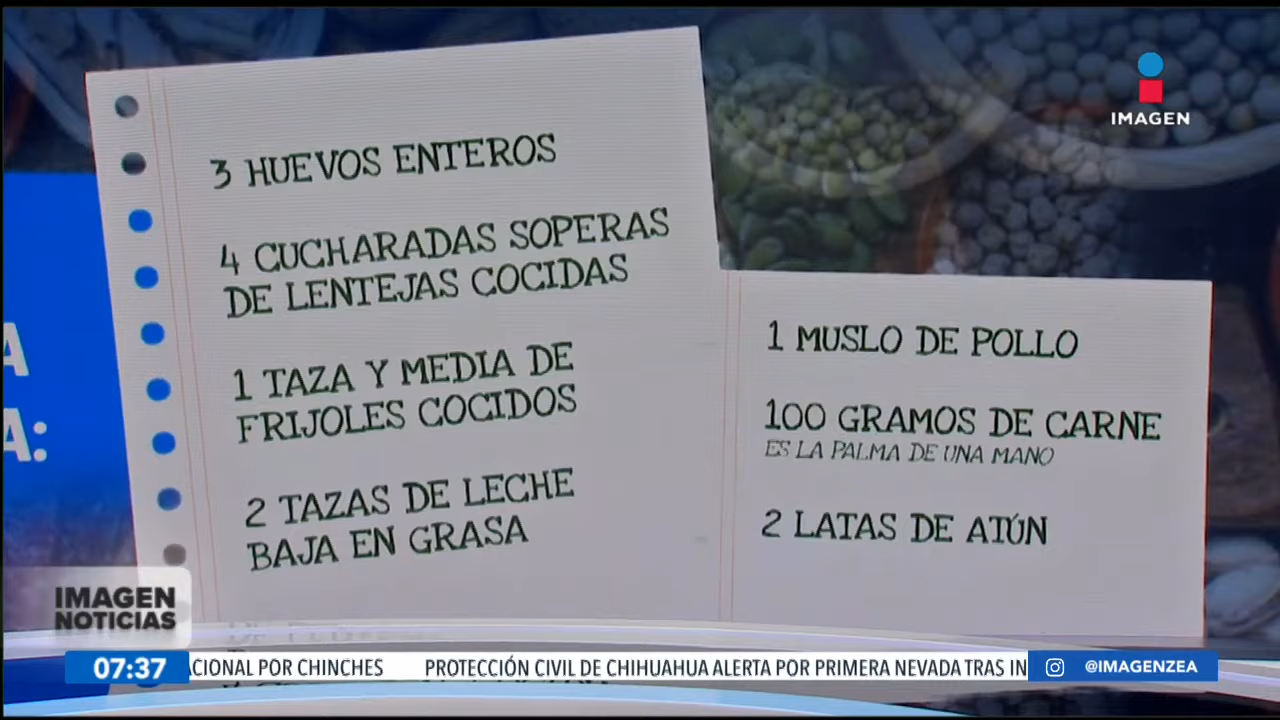 3 HUEVOS ENTEROS
4 CUCHARADAS SOPERAS
DE LENTEJAS COCIDAS
1 TAZA Y MEDIA DE
FRIJOLES COCIDOS
2 TAZAS DE LECHE
BAJA EN GRASA
1 MUSLO DE POLLO
100 GRAMOS DE CARNE
ES LA PALMA DE UNA MANO
2 LATAS DE ATÚN
IMAGEN
A
A:
IMAGEN
NOTICIAS
07:37
ACIONAL POR CHINCHES PROTECCIÓN CIVIL DE CHIHUAHUA ALERTA POR PRIMERA NEVADA TRAS IN
@IMAGENZEA